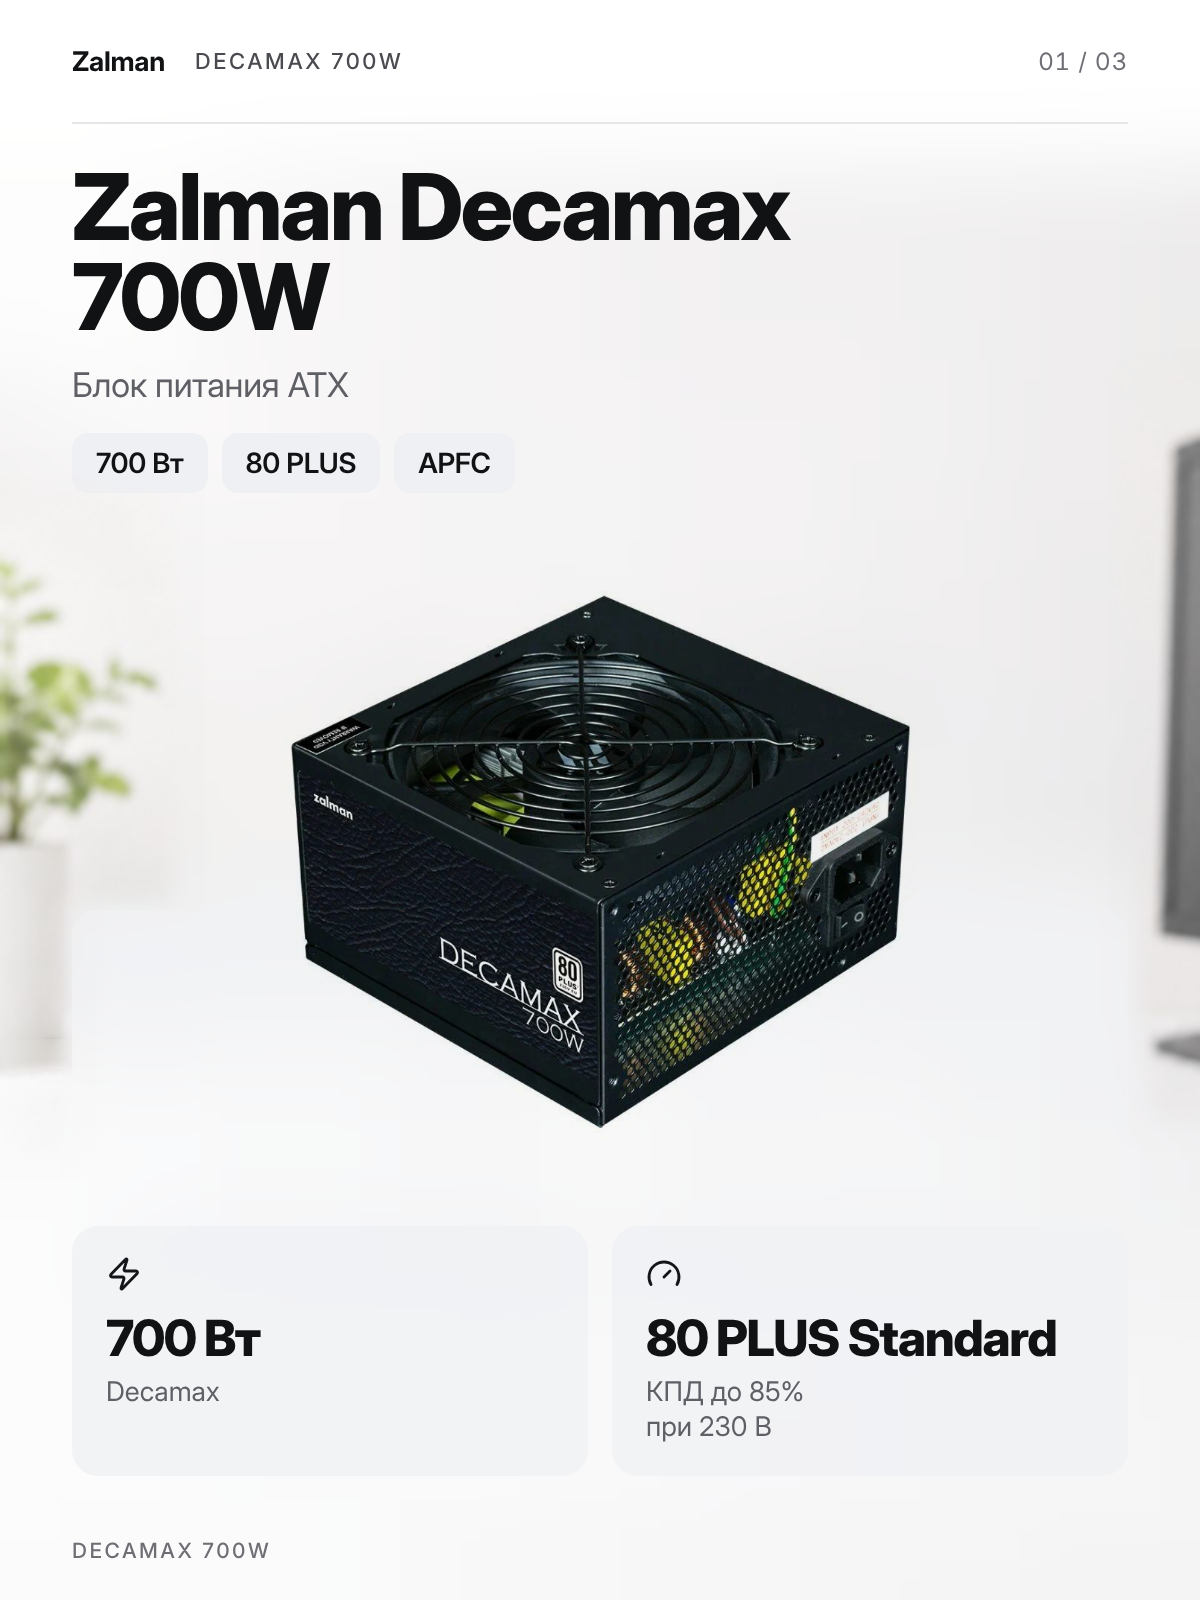 Zalman DECAMAX 700W 01 / 03
Zalman Decamax
700W
Блок питания ATX
700 Вт 80 PLUS APFC
zalman
80
PLUS
DECAMAX
700W
700 Вт
Decamax
80 PLUS Standard
КПД до 85%
при 230 В
DECAMAX 700W